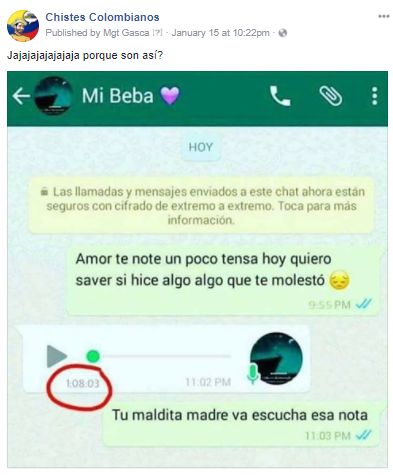 Chistes Colombianos
Published by Mgt Gasca [?] · January 15 at 10:22pm ·
Jajajajajajajaja porque son así?
Mi Beba
HOY
Las llamadas y mensajes enviados a este chat ahora están
seguros con cifrado de extremo a extremo. Toca para más
información.
Amor te note un poco tensa hoy quiero
saver si hice algo algo que te molestó
9:55 PM
1:08.03
11:02 PM
Tu maldita madre va escucha esa nota
11:03 PM